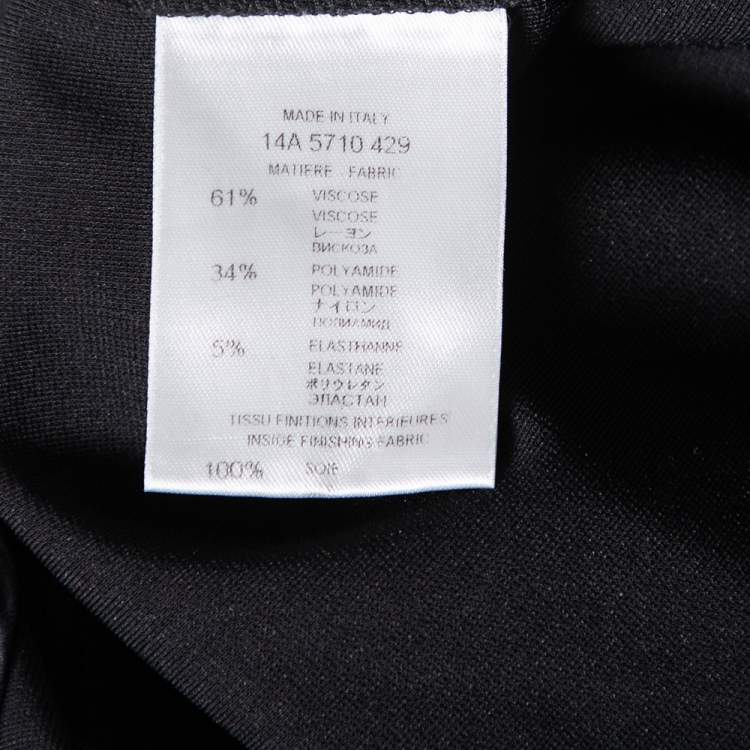 MADE IN ITALY
14A 5710 429
MATIERE - FABRIC
61% VISCOSE
VISCOSE
レーヨン
ВИСКОЗА
34% POLYAMIDE
POLYAMIDE
ナイロン
ПОЛИАМИД
5% ELASTHANNE
ELASTANE
ポリウレタン
ЭЛАСТАН
TISSU FINITIONS INTERIEURES
INSIDE FINISHING FABRIC
100% SOIE